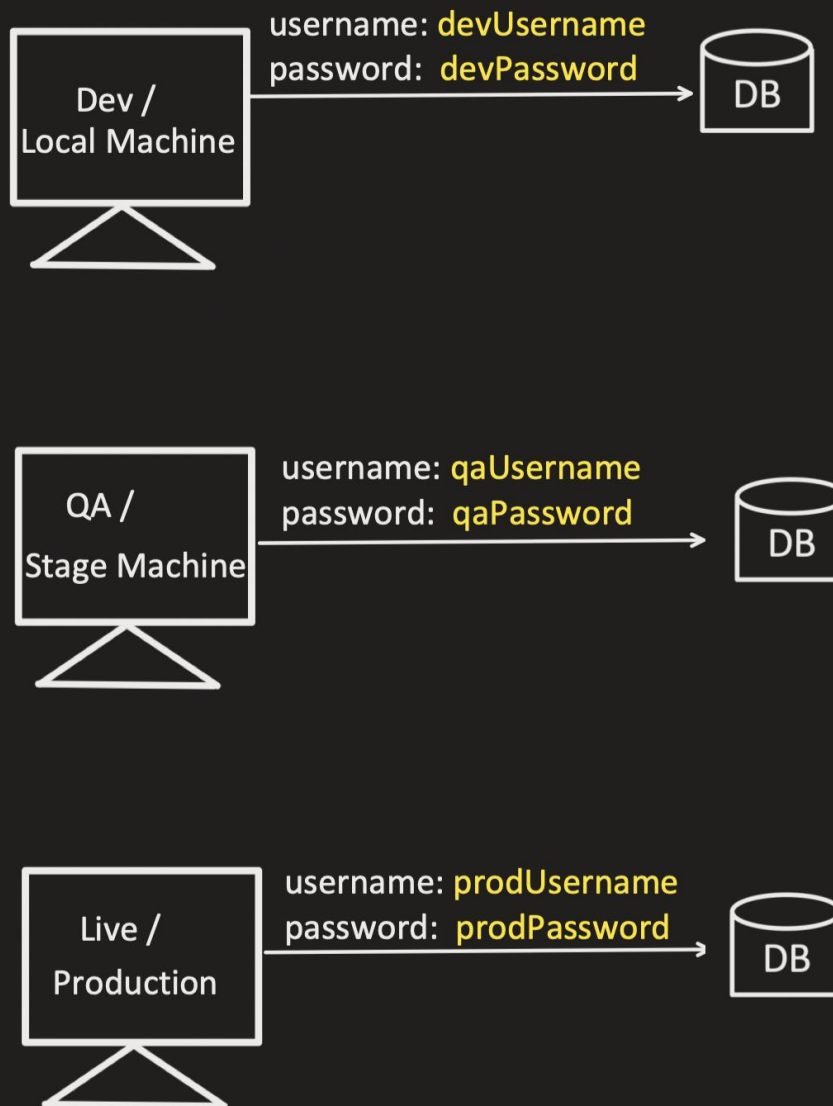 username: devUsername
password: devPassword
Dev /
Local Machine
DB
username: qaUsername
password: qaPassword
QA /
Stage Machine
DB
username: prodUsername
password: prodPassword
Live /
Production
DB